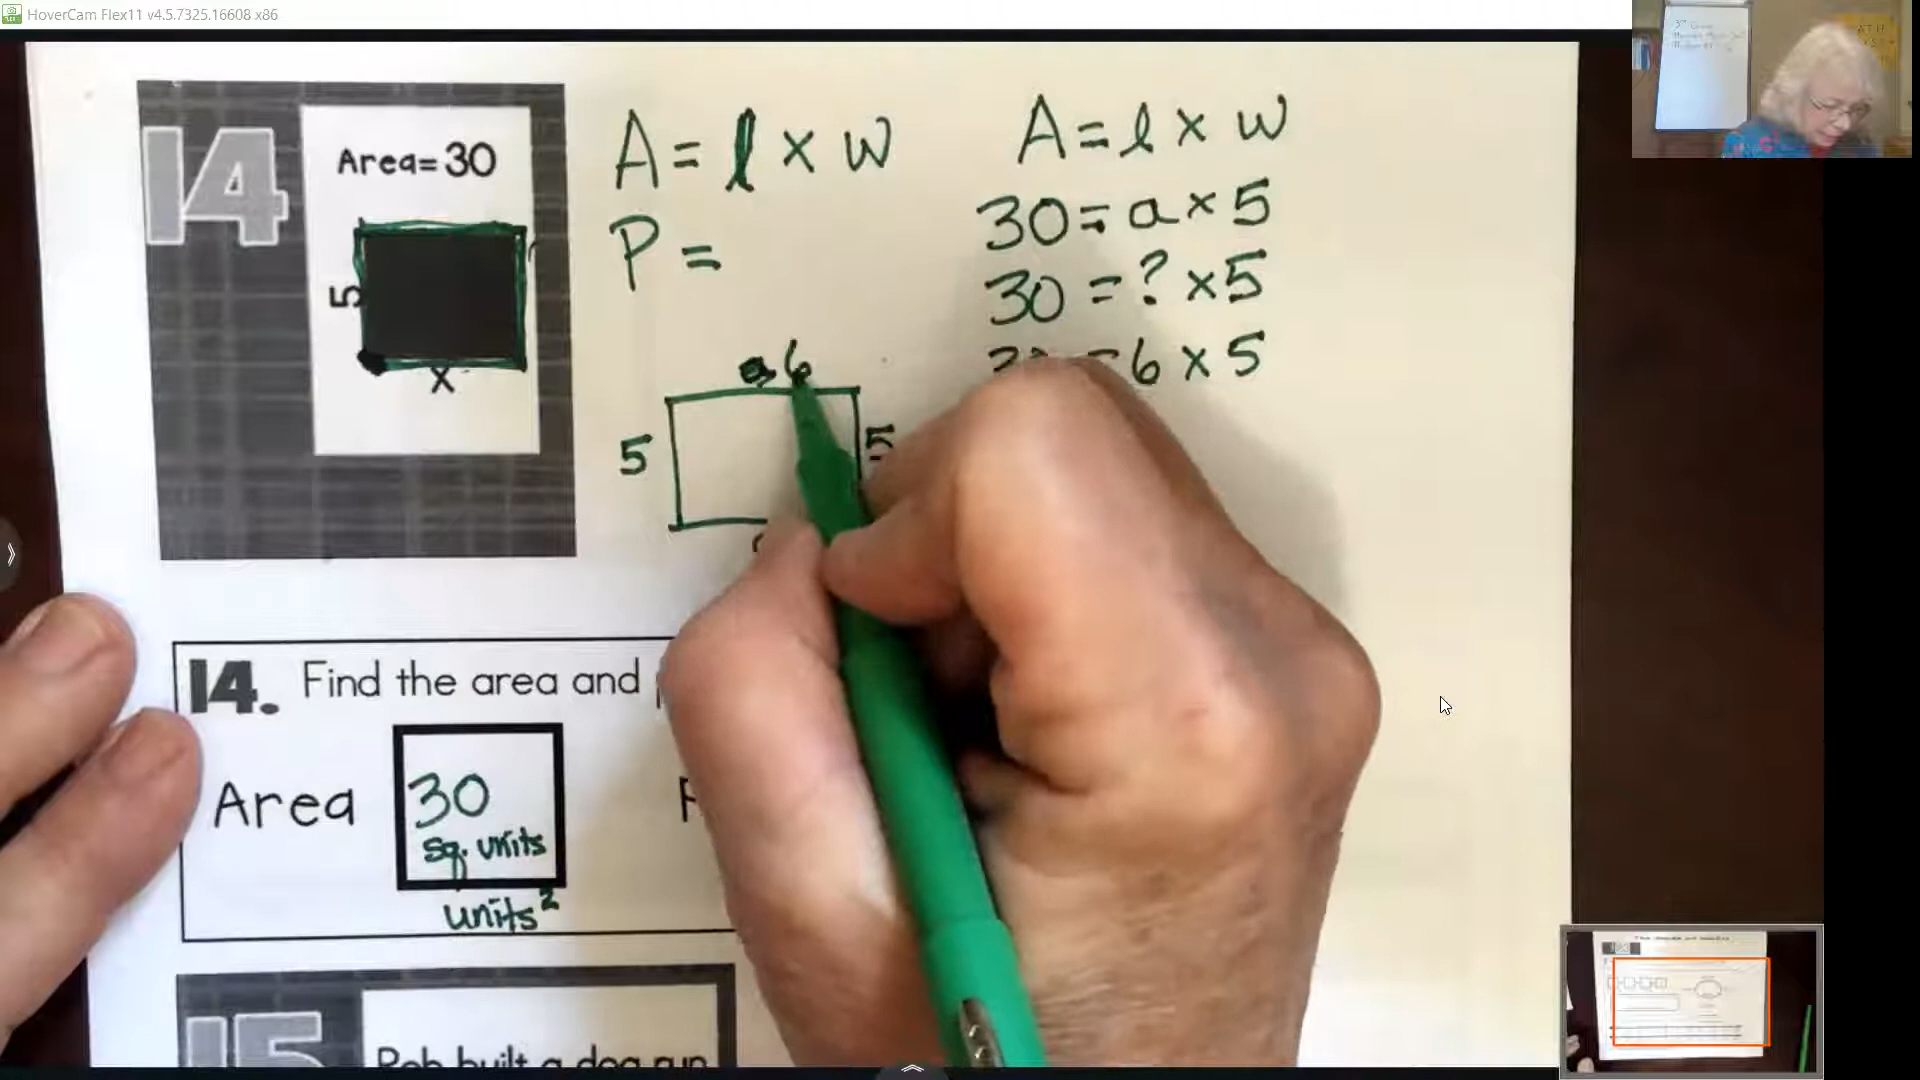 HoverCam Flex11 v4.5.7325.16608 x86
14
Area=30
5
x
A = l x w
P =
A = l x w
30 = a x 5
30 = ? x 5
= 6 x 5
a 6
5
5
14. Find the area and
Area
30
sq. units
units²
15
Rob built a dog run